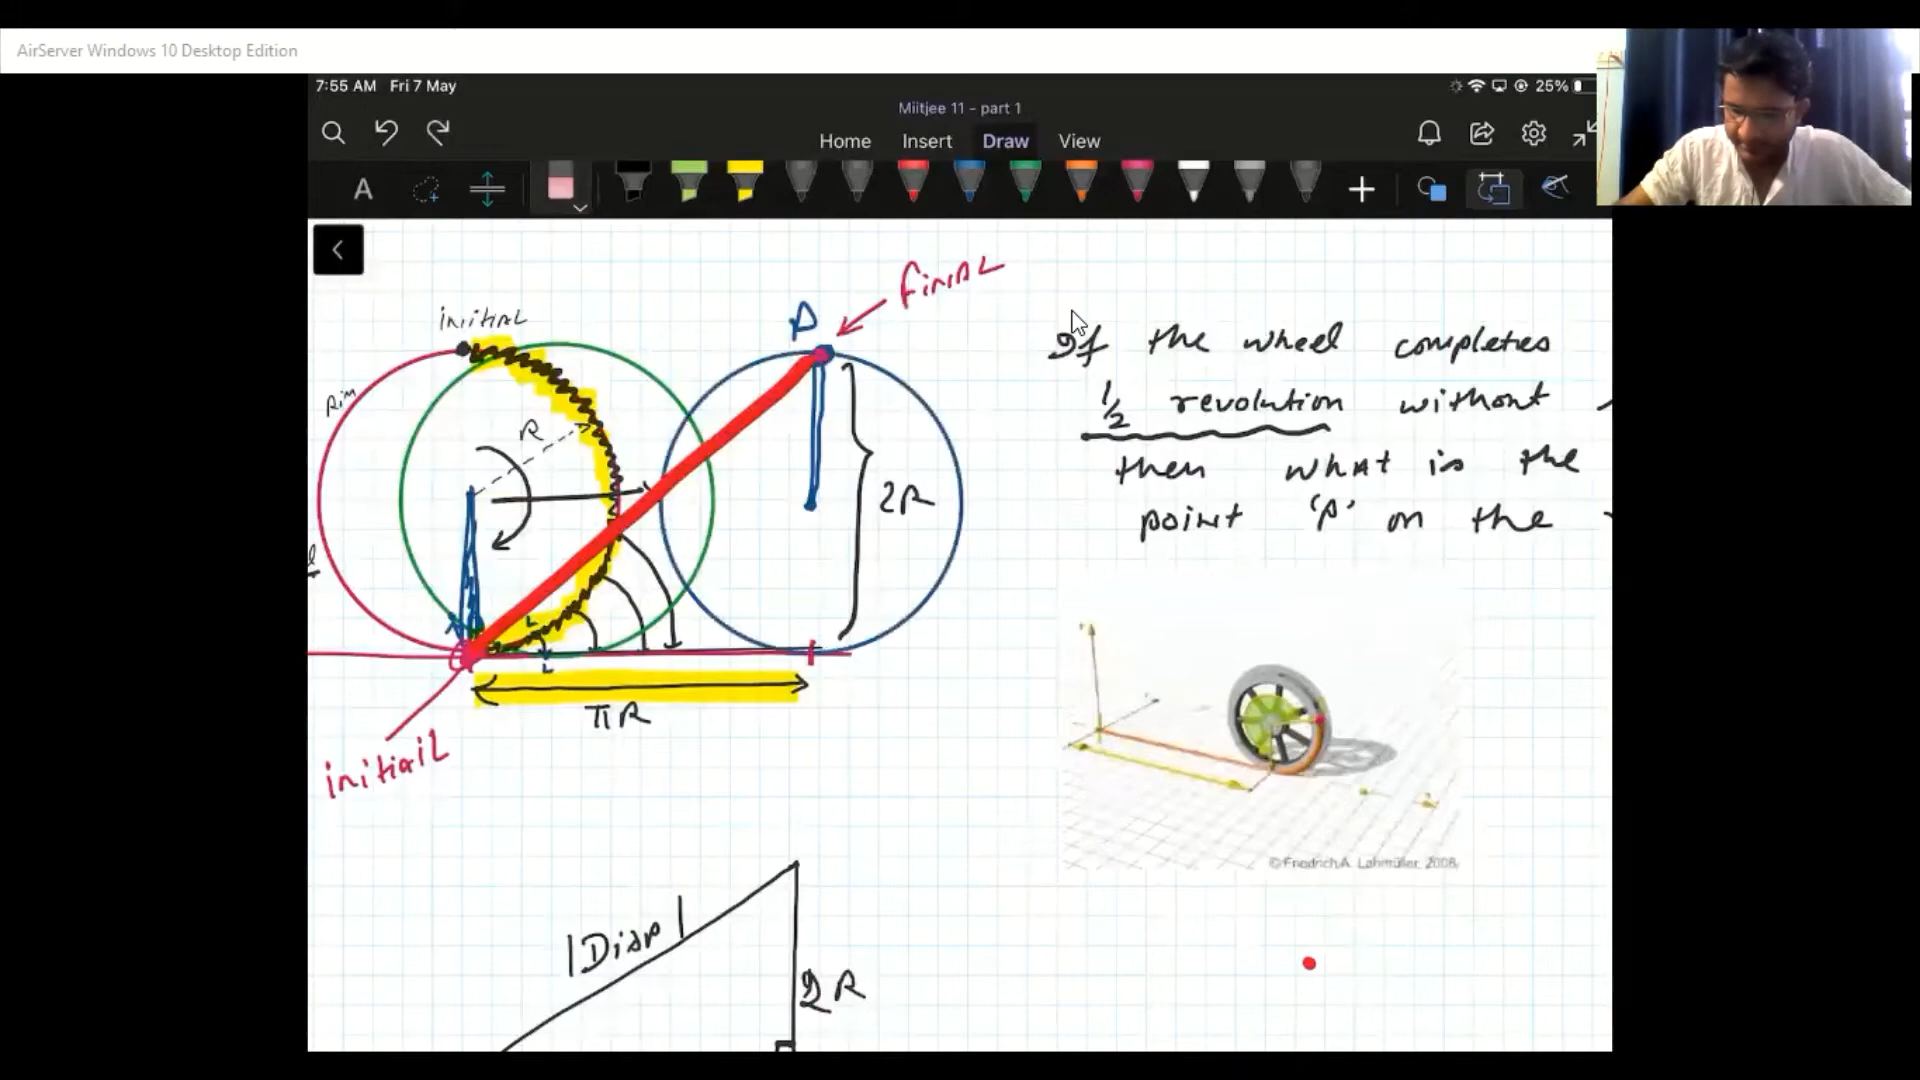 AirServer Windows 10 Desktop Edition
7:55 AM Fri 7 May
25%
Miitjee 11 - part 1
Home Insert Draw View
A
initial
P
final
Rim
R
2R
πR
initial
If the wheel completes
1/2 revolution without
then what is the
point 'P' on the
© Friedrich A. Lohmüller, 2008
|Disp|
2R